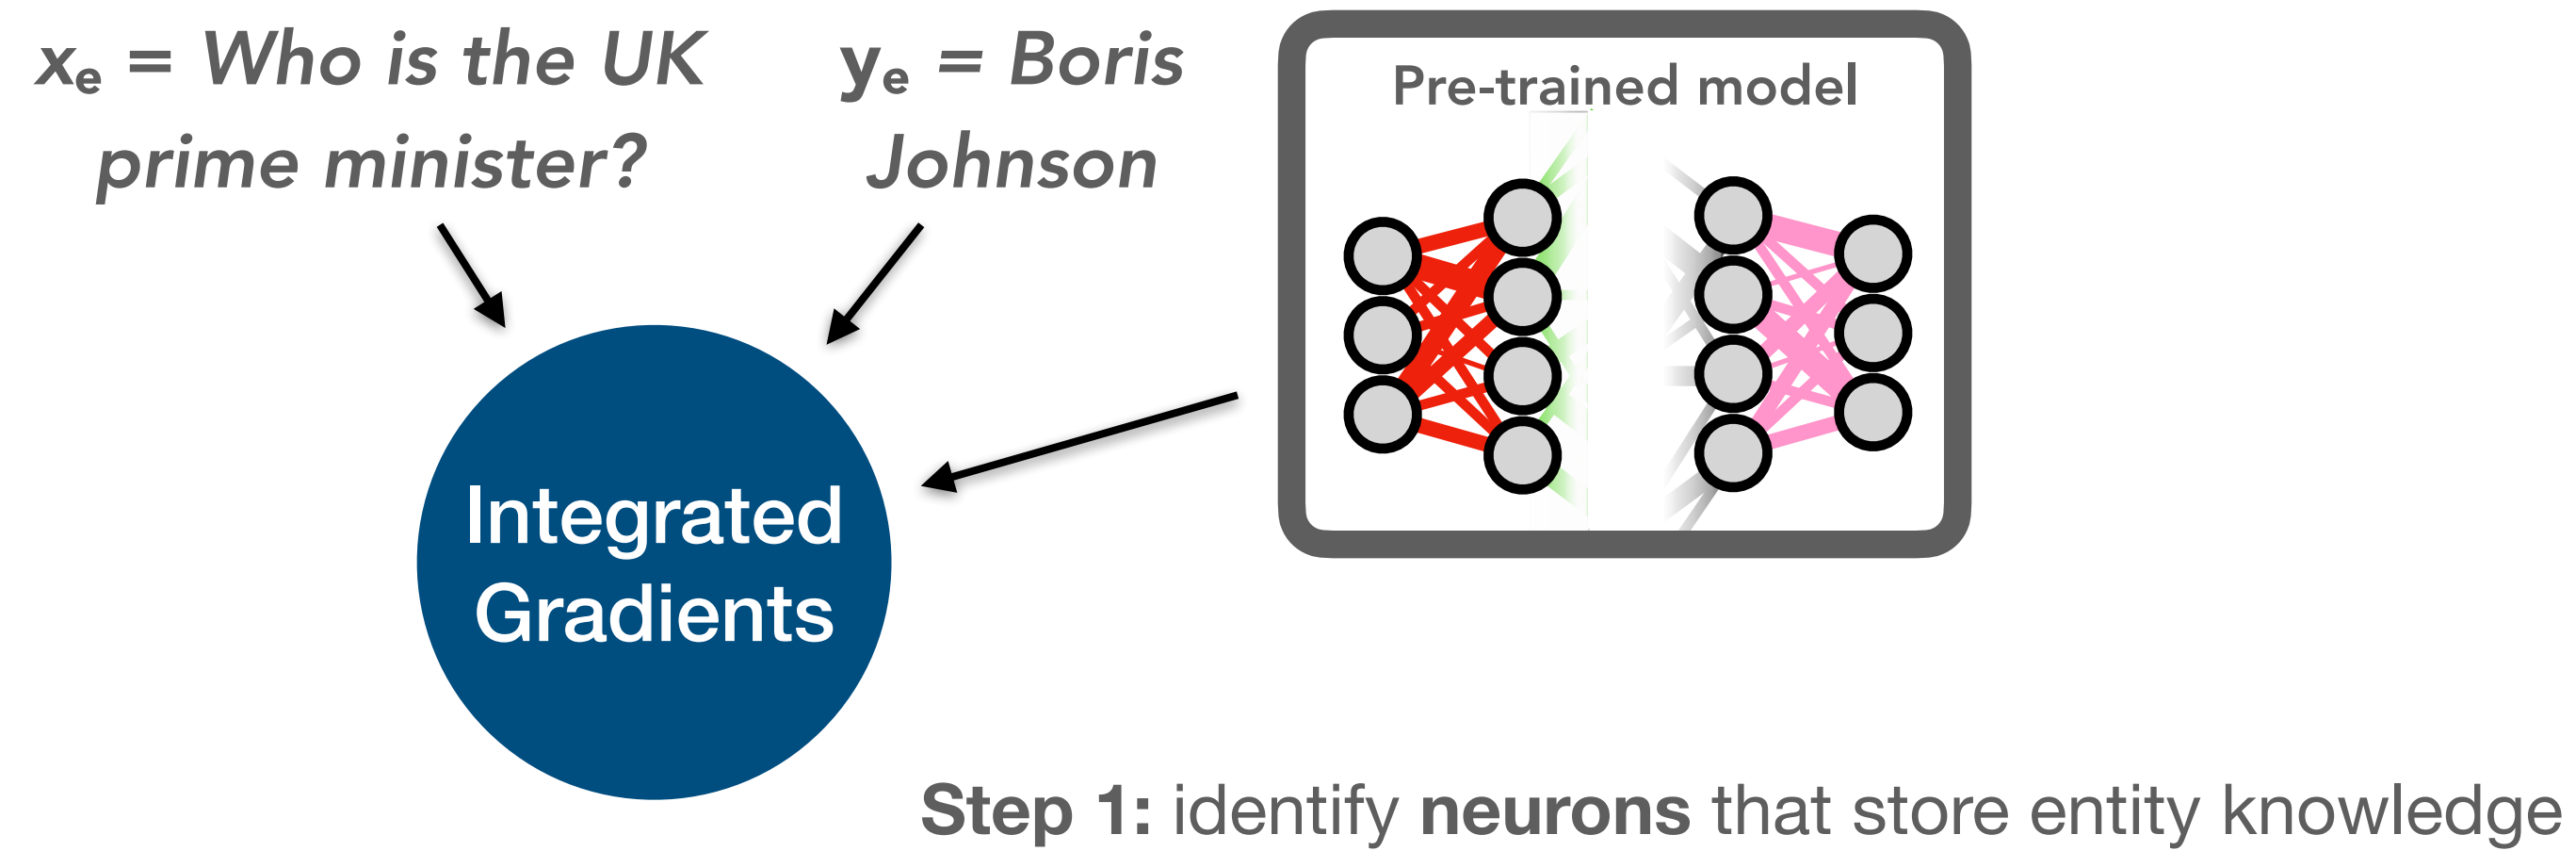 xe = Who is the UK
prime minister?
ye = Boris
Johnson
Pre-trained model
Integrated
Gradients
Step 1: identify neurons that store entity knowledge